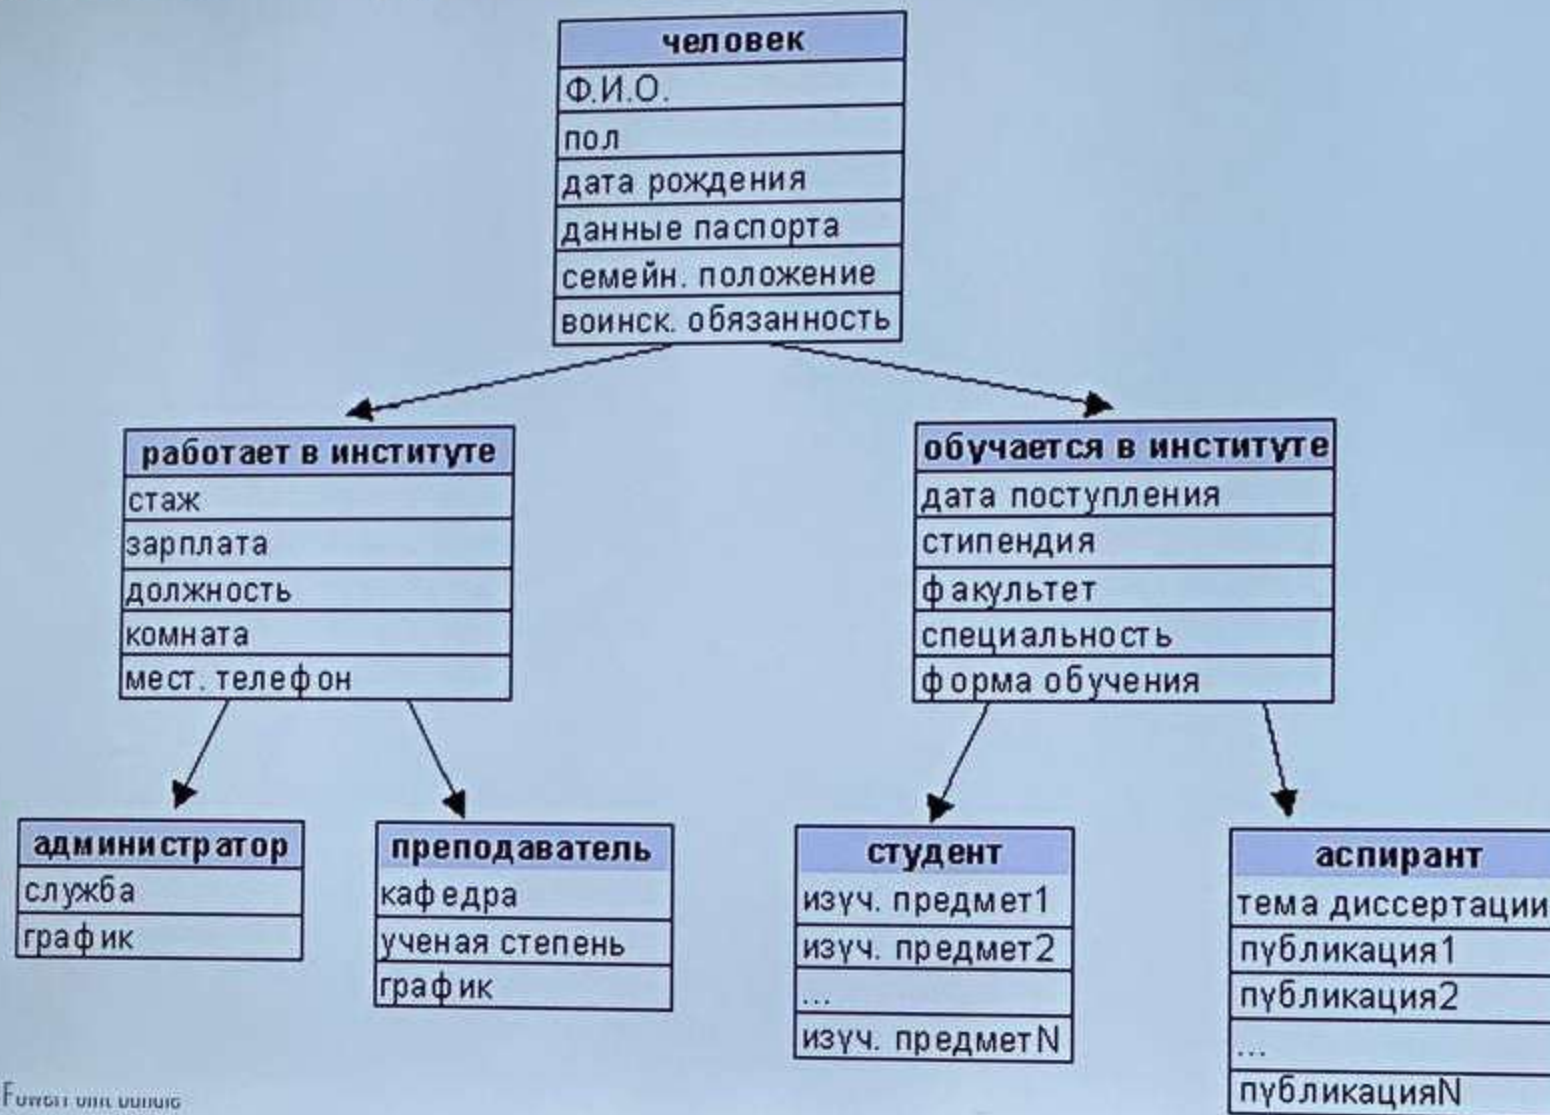 человек
Ф.И.О.
пол
дата рождения
данные паспорта
семейн. положение
воинск. обязанность
работает в институте
стаж
зарплата
должность
комната
мест. телефон
обучается в институте
дата поступления
стипендия
факультет
специальность
форма обучения
администратор
служба
график
преподаватель
кафедра
ученая степень
график
студент
изуч. предмет1
изуч. предмет2
...
изуч. предметN
аспирант
тема диссертации
публикация1
публикация2
...
публикацияN